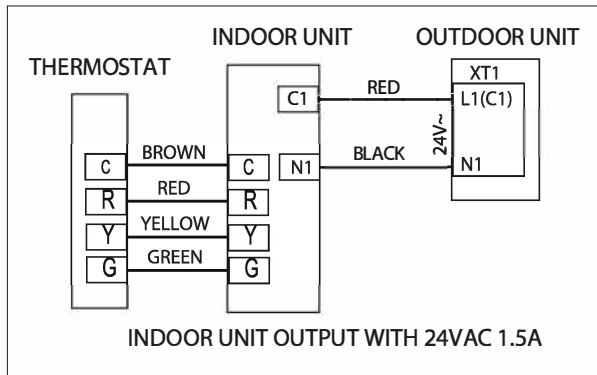 INDOOR UNIT
OUTDOOR UNIT
THERMOSTAT
XT1
C1
RED
L1(C1)
24V~
BROWN
BLACK
C
C
N1
N1
RED
R
R
YELLOW
Y
Y
GREEN
G
G
INDOOR UNIT OUTPUT WITH 24VAC 1.5A